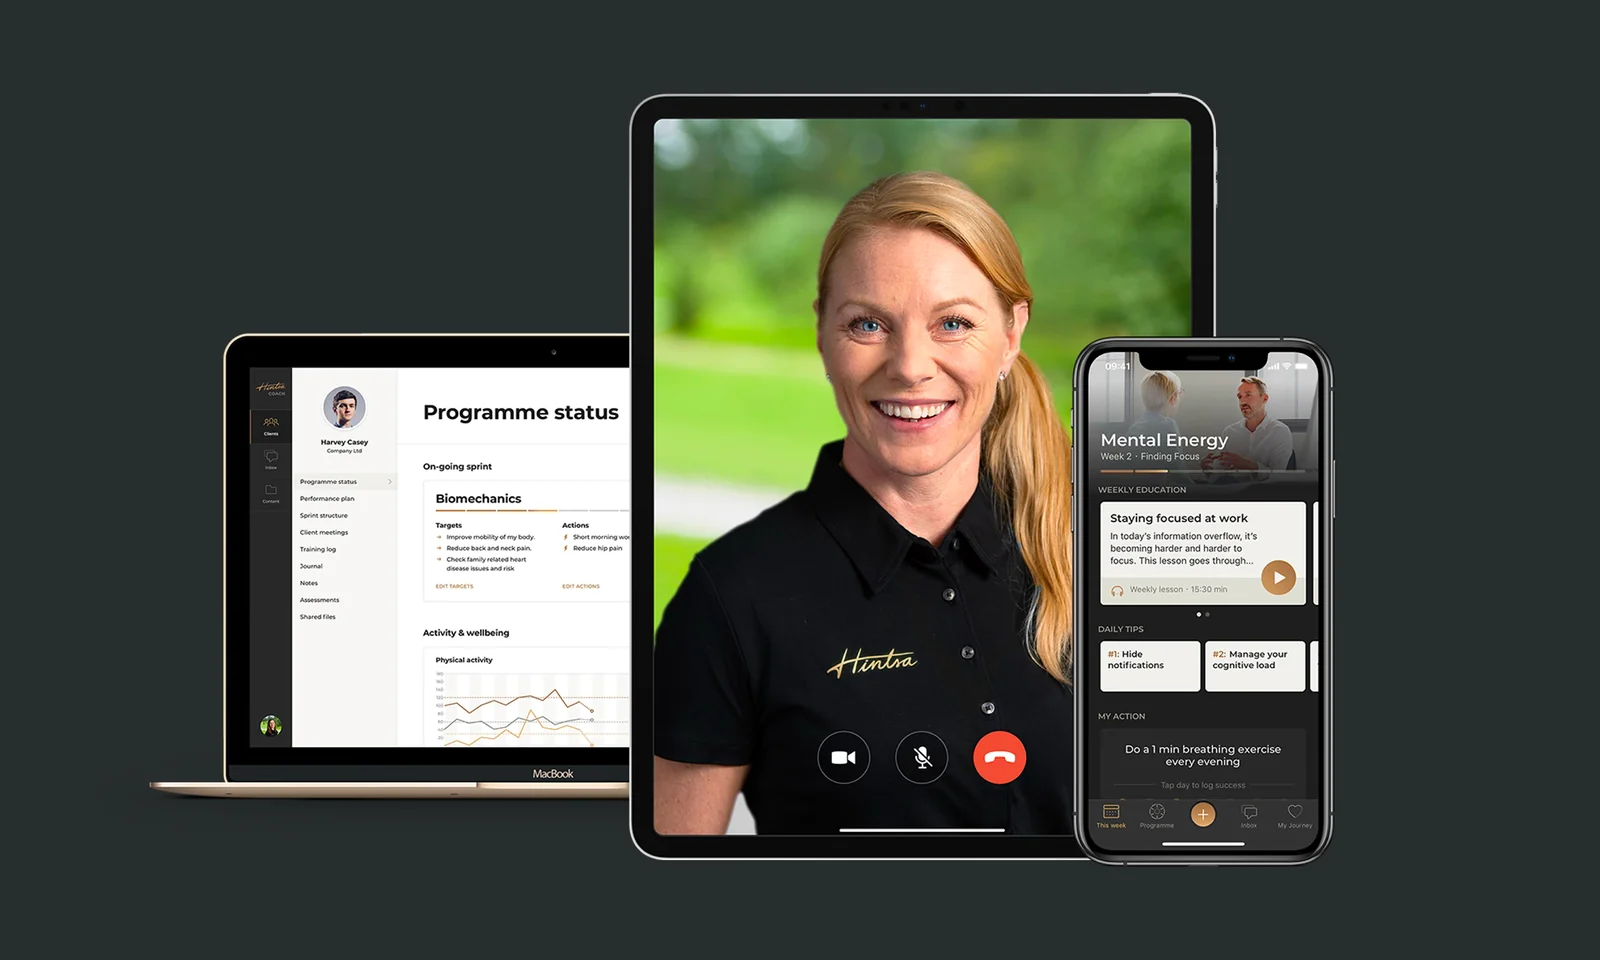 Hintsa
COACH
Clients
Inbox
Content
Harvey Casey
Company Ltd
Programme status
Performance plan
Sprint structure
Client meetings
Training log
Journal
Notes
Assessments
Shared files
Programme status
On-going sprint
Biomechanics
Targets
Improve mobility of my body.
Reduce back and neck pain.
Check family related heart
disease issues and risk
EDIT TARGETS
Actions
Short morning wo
Reduce hip pain
EDIT ACTIONS
Activity & wellbeing
Physical activity
MacBook
Hintsa
09:41
Mental Energy
Week 2 · Finding Focus
WEEKLY EDUCATION
Staying focused at work
In today's information overflow, it's
becoming harder and harder to
focus. This lesson goes through...
Weekly lesson · 15:30 min
DAILY TIPS
#1: Hide
notifications
#2: Manage your
cognitive load
MY ACTION
Do a 1 min breathing exercise
every evening
Tap day to log success
This week
Programme
Inbox
My Journey